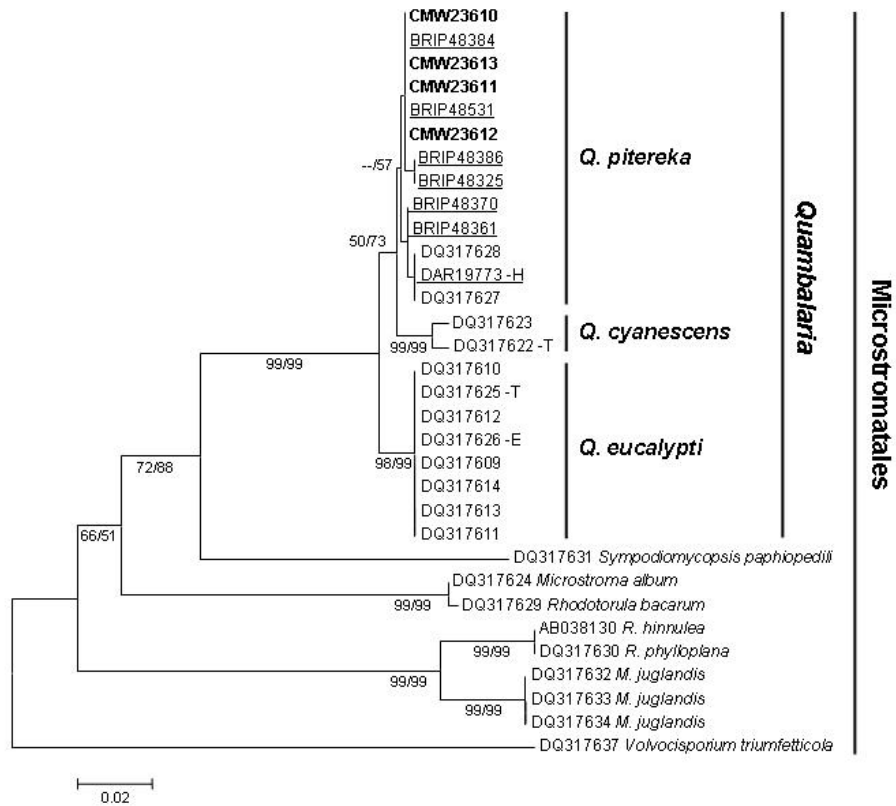 CMW23610
BRIP48384
CMW23613
CMW23611
BRIP48531
CMW23612
BRIP48386
BRIP48325
BRIP48370
BRIP48361
DQ317628
DAR19773 -H
DQ317627
DQ317623
DQ317622 -T
DQ317610
DQ317625 -T
DQ317612
DQ317626 -E
DQ317609
DQ317614
DQ317613
DQ317611
DQ317631 Sympodiomycopsis paphiopedili
DQ317624 Microstroma album
DQ317629 Rhodotorula bacarum
AB038130 R. hinnulea
DQ317630 R. phylloplana
DQ317632 M. juglandis
DQ317633 M. juglandis
DQ317634 M. juglandis
DQ317637 Volvocisporium triumfetticola
--/57
50/73
99/99
99/99
98/99
72/88
66/51
99/99
99/99
99/99
99/99
Q. pitereka
Q. cyanescens
Q. eucalypti
Quambalaria
Microstromatales
0.02